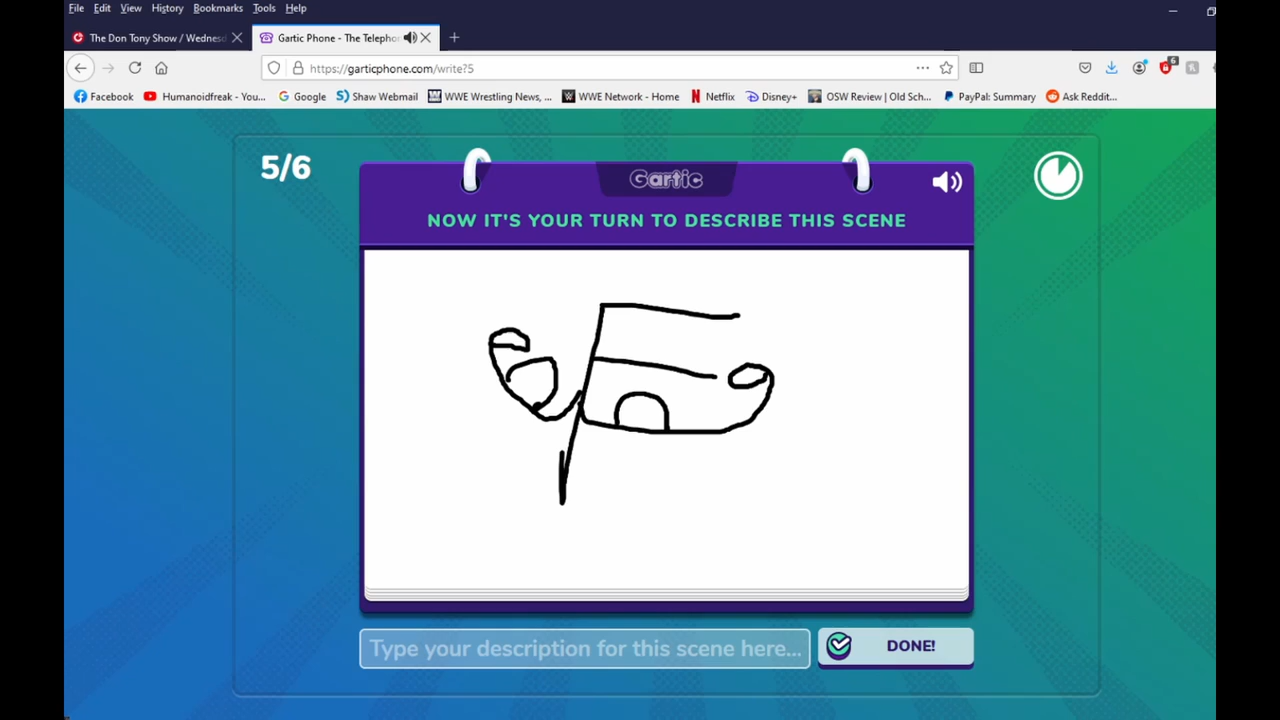 File Edit View History Bookmarks Tools Help
The Don Tony Show / Wednesd
Gartic Phone - The Telepho
https://garticphone.com/write?5
6
Facebook Humanoidfreak - You... Google Shaw Webmail WWE Wrestling News, ... WWE Network - Home Netflix Disney+ OSW Review | Old Sch... PayPal: Summary Ask Reddit...
5/6
Gartic
NOW IT'S YOUR TURN TO DESCRIBE THIS SCENE
Type your description for this scene here...
DONE!